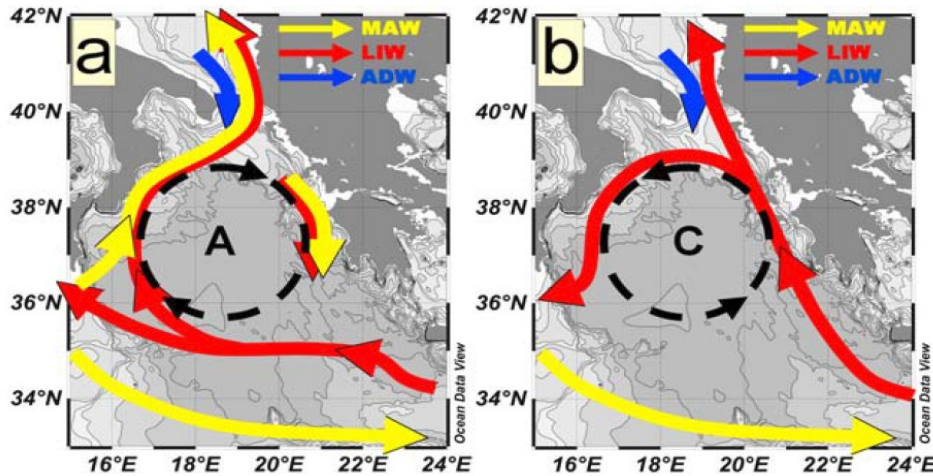 42°N
40°N
38°N
36°N
34°N
16°E 18°E 20°E 22°E 24°E
a
MAW
LIW
ADW
A
Ocean Data View
16°E 18°E 20°E 22°E 24°E
b
MAW
LIW
ADW
C
Ocean Data View
42°N
40°N
38°N
36°N
34°N